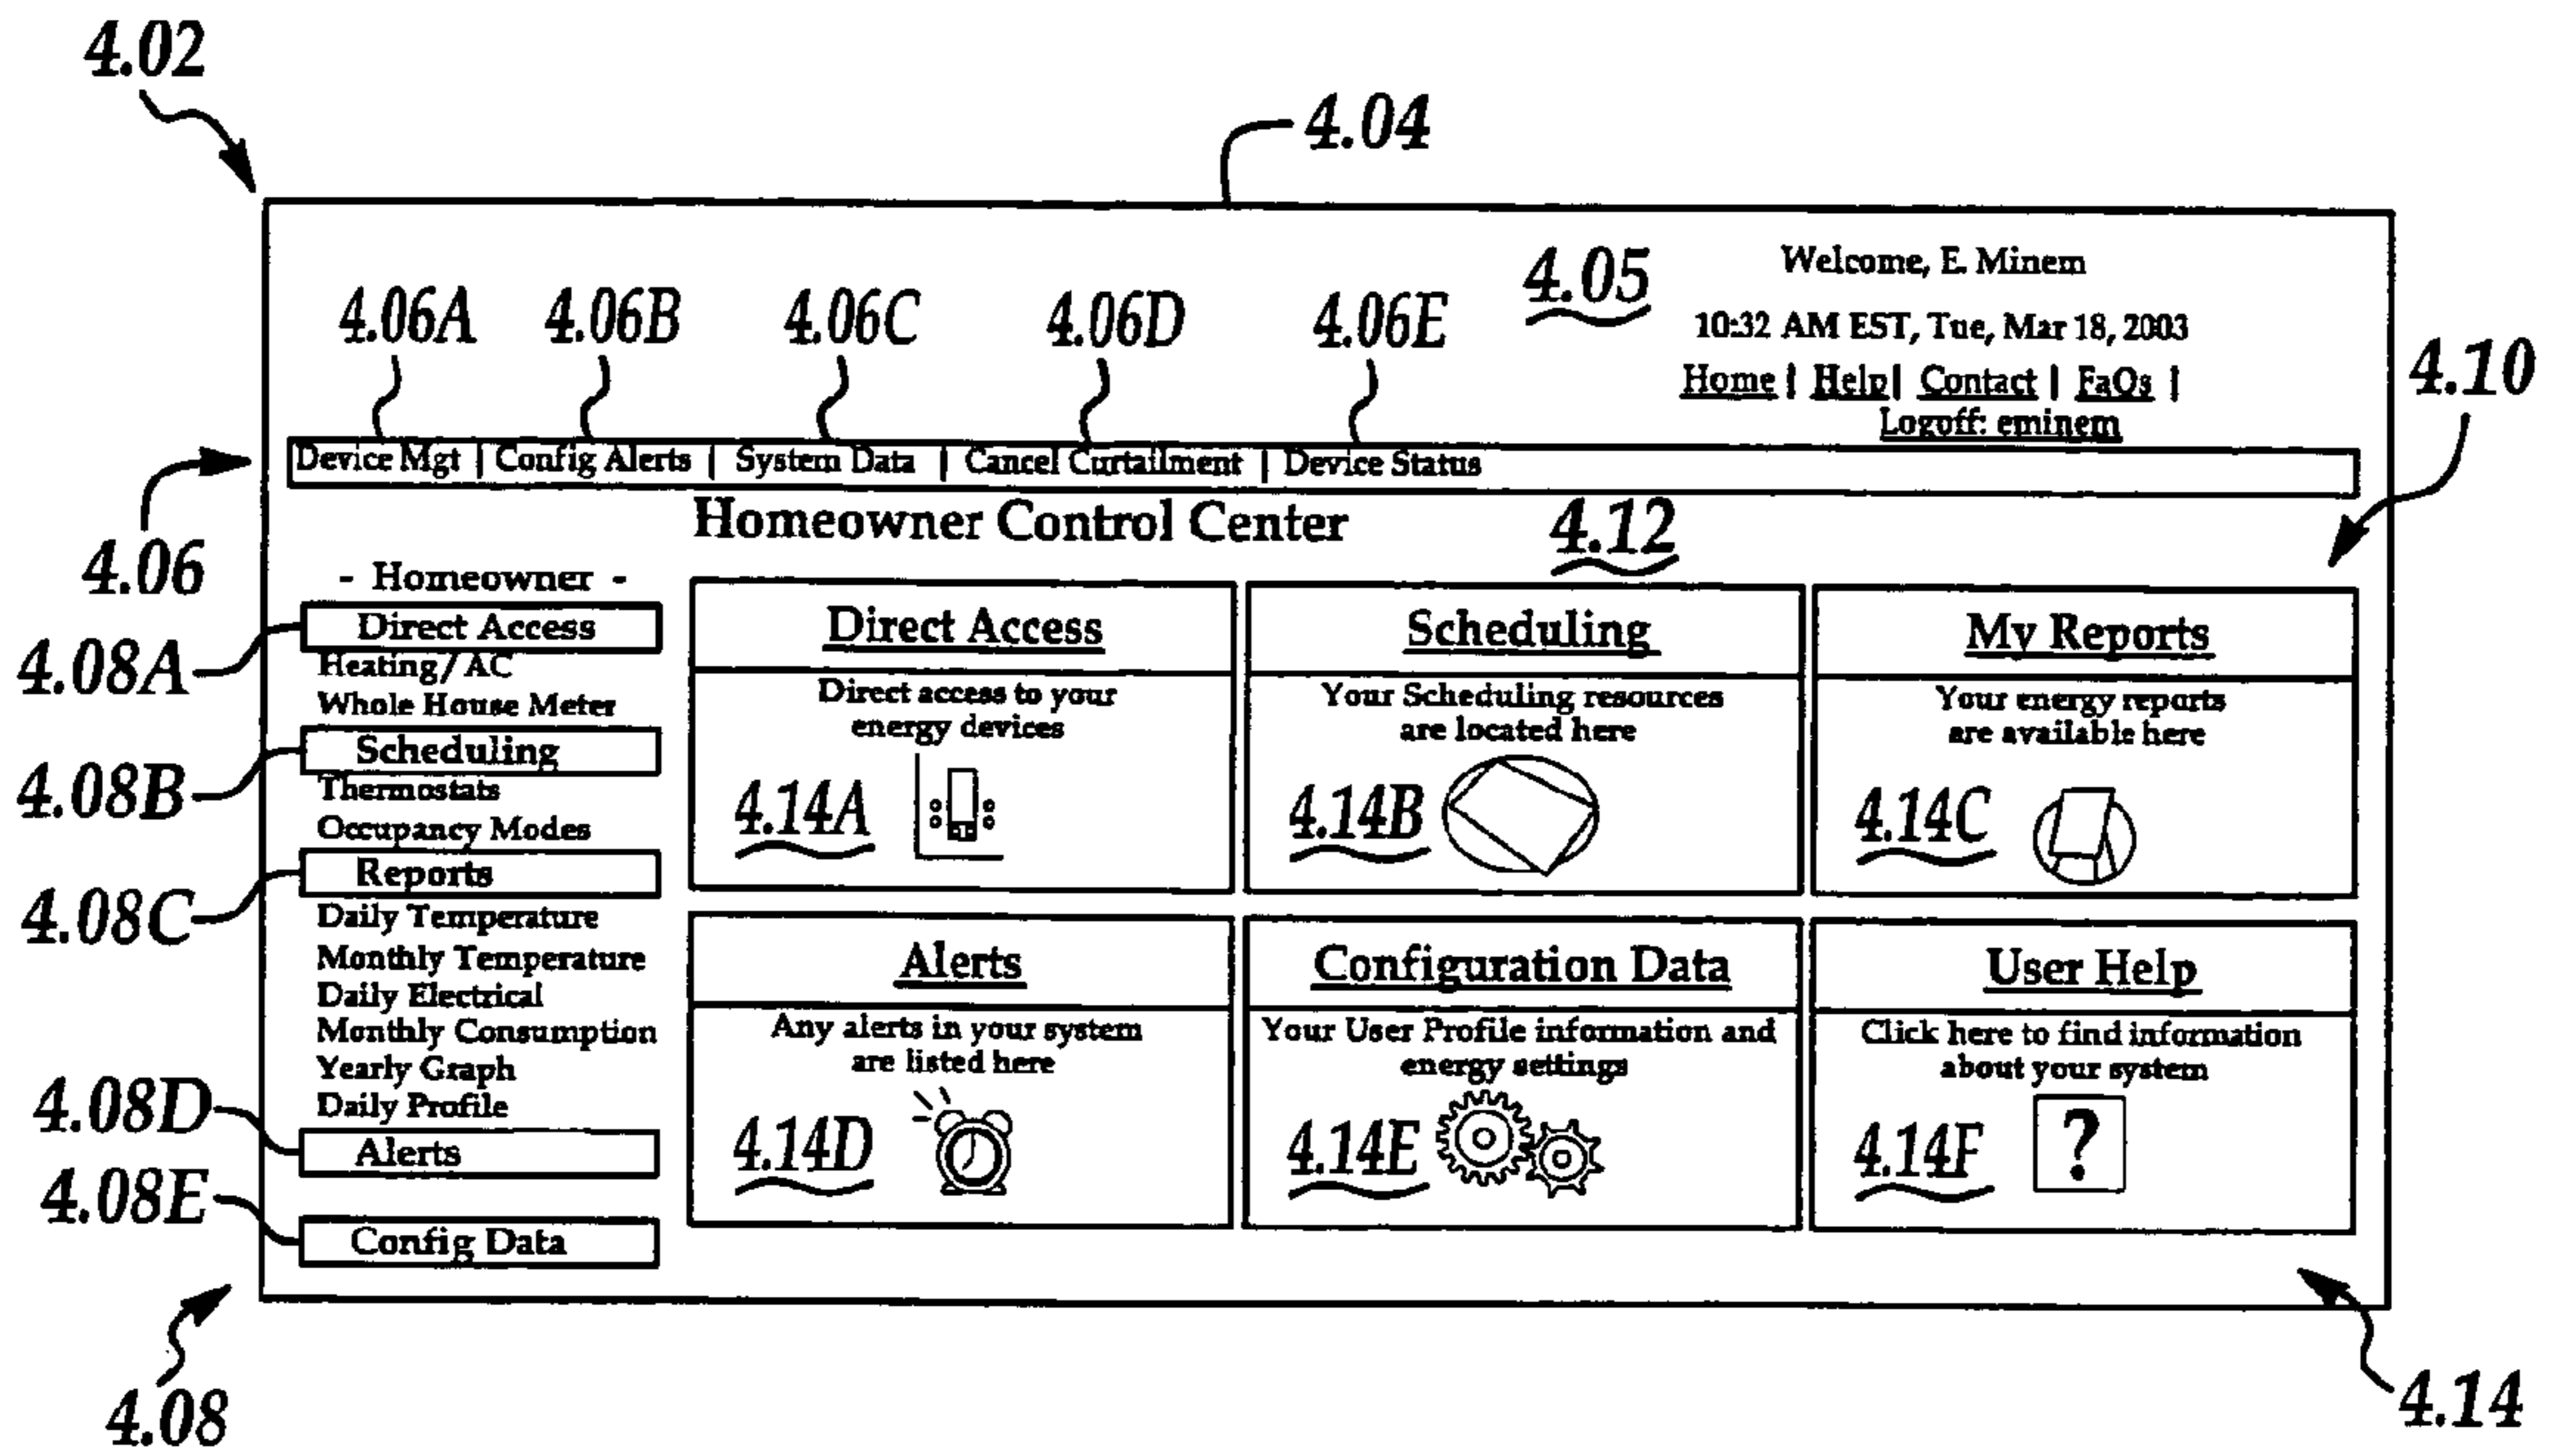 4.02
4.04
4.05
Welcome, E. Minem
10:32 AM EST, Tue, Mar 18, 2003
Home | Help | Contact | FaQs |
Logoff: eminem
4.10
4.06A 4.06B 4.06C 4.06D 4.06E
Device Mgt | Config Alerts | System Data | Cancel Curtailment | Device Status
4.06
Homeowner Control Center
4.12
- Homeowner -
4.08A
Direct Access
Heating/AC
Whole House Meter
4.08B
Scheduling
Thermostats
Occupancy Modes
4.08C
Reports
Daily Temperature
Monthly Temperature
Daily Electrical
Monthly Consumption
Yearly Graph
Daily Profile
4.08D
Alerts
4.08E
Config Data
4.08
Direct Access
Direct access to your
energy devices
4.14A
Scheduling
Your Scheduling resources
are located here
4.14B
My Reports
Your energy reports
are available here
4.14C
Alerts
Any alerts in your system
are listed here
4.14D
Configuration Data
Your User Profile information and
energy settings
4.14E
User Help
Click here to find information
about your system
4.14F
?
4.14